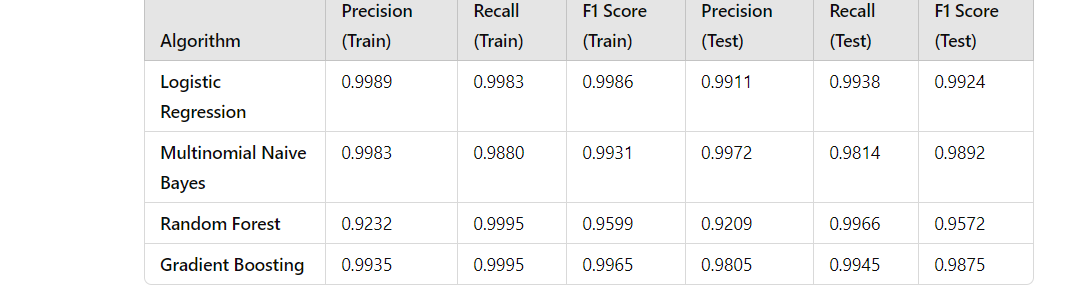 Algorithm Precision (Train) Recall (Train) F1 Score (Train) Precision (Test) Recall (Test) F1 Score (Test)
Logistic Regression 0.9989 0.9983 0.9986 0.9911 0.9938 0.9924
Multinomial Naive Bayes 0.9983 0.9880 0.9931 0.9972 0.9814 0.9892
Random Forest 0.9232 0.9995 0.9599 0.9209 0.9966 0.9572
Gradient Boosting 0.9935 0.9995 0.9965 0.9805 0.9945 0.9875